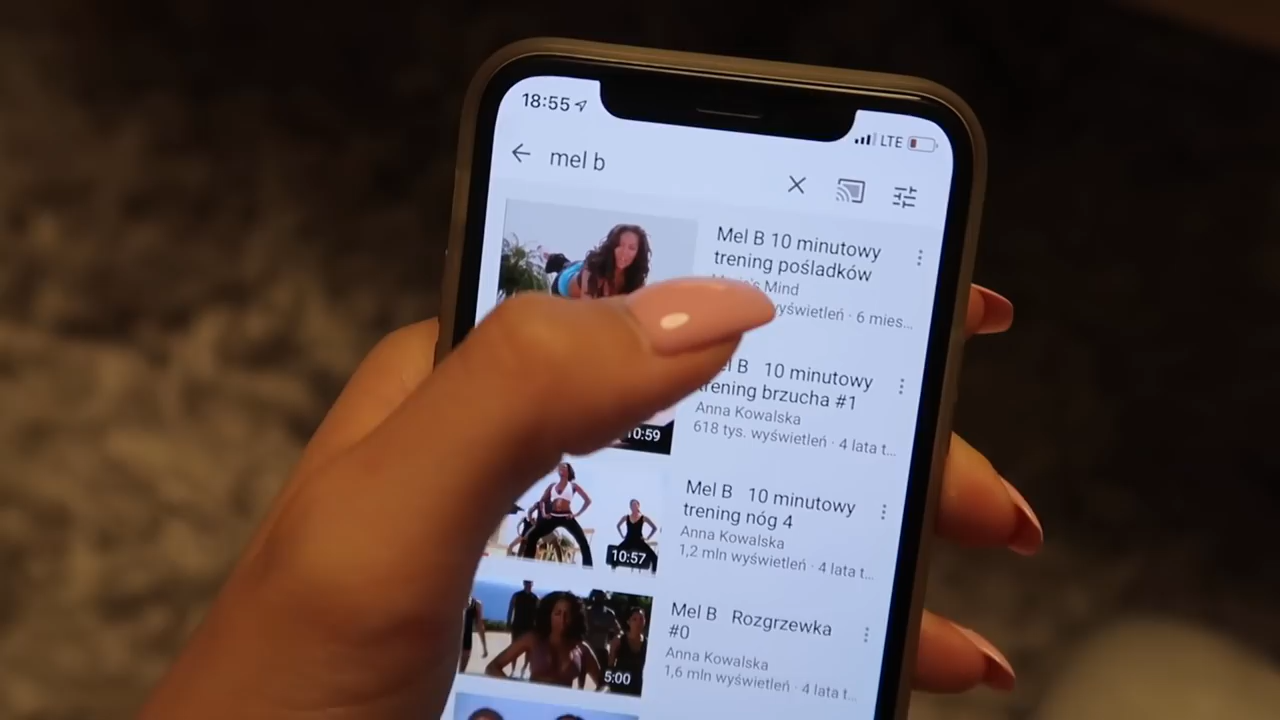 18:55
LTE
mel b
Mel B 10 minutowy
trening pośladków
Mind
wyświetleń · 6 mies...
10 minutowy
trening brzucha #1
Anna Kowalska
618 tys. wyświetleń · 4 lata t...
10:59
Mel B 10 minutowy
trening nóg 4
Anna Kowalska
1,2 mln wyświetleń · 4 lata t...
10:57
Mel B Rozgrzewka
#0
Anna Kowalska
1,6 mln wyświetleń · 4 lata t...
5:00